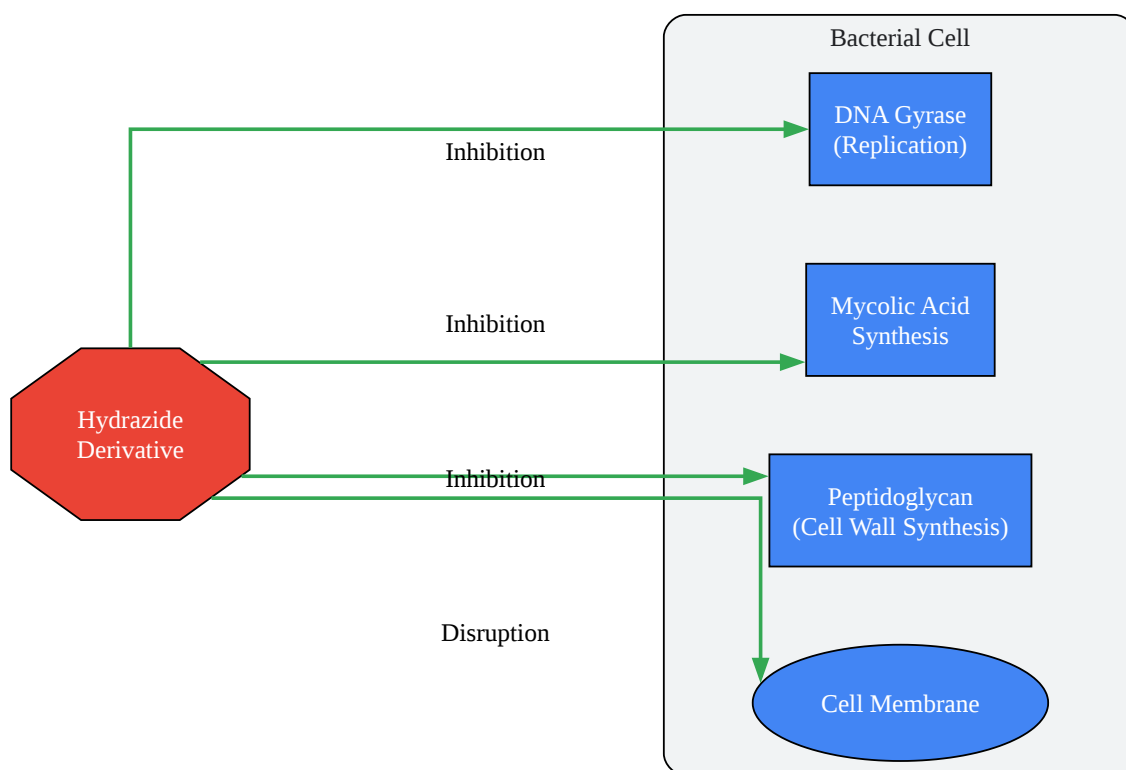 Bacterial Cell
DNA Gyrase
(Replication)
Inhibition
Mycolic Acid
Synthesis
Inhibition
Hydrazide
Derivative
Inhibition
Peptidoglycan
(Cell Wall Synthesis)
Disruption
Cell Membrane